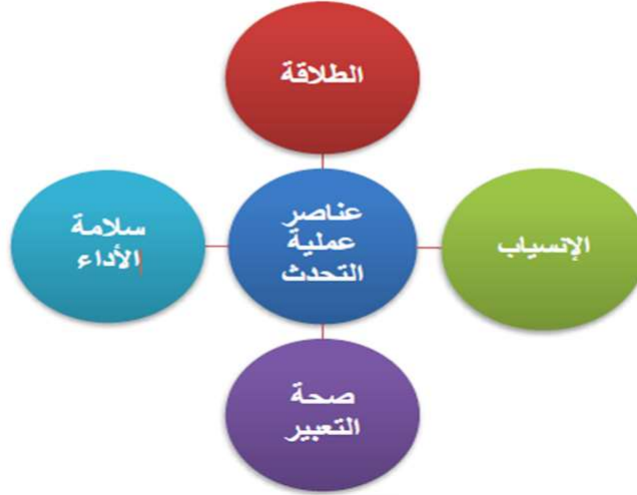 الطلاقة
عناصر
عملية
التحدث
الإنسياب
سلامة
الأداء
صحة
التعبير